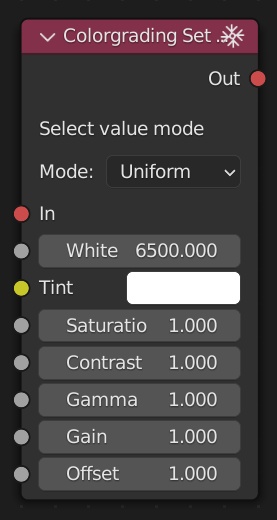 Colorgrading Set ...
Out
Select value mode
Mode: Uniform
In
White 6500.000
Tint
Saturatio 1.000
Contrast 1.000
Gamma 1.000
Gain 1.000
Offset 1.000